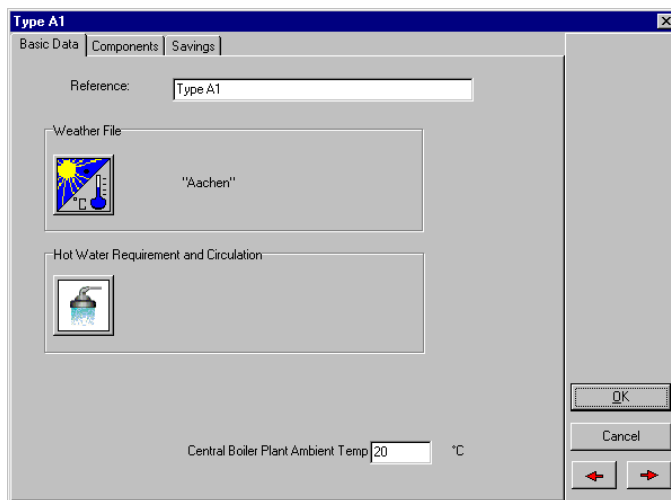 Type A1
Basic Data Components Savings
Reference: Type A1
Weather File
°C "Aachen"
Hot Water Requirement and Circulation
OK
Cancel
Central Boiler Plant Ambient Temp 20 °C